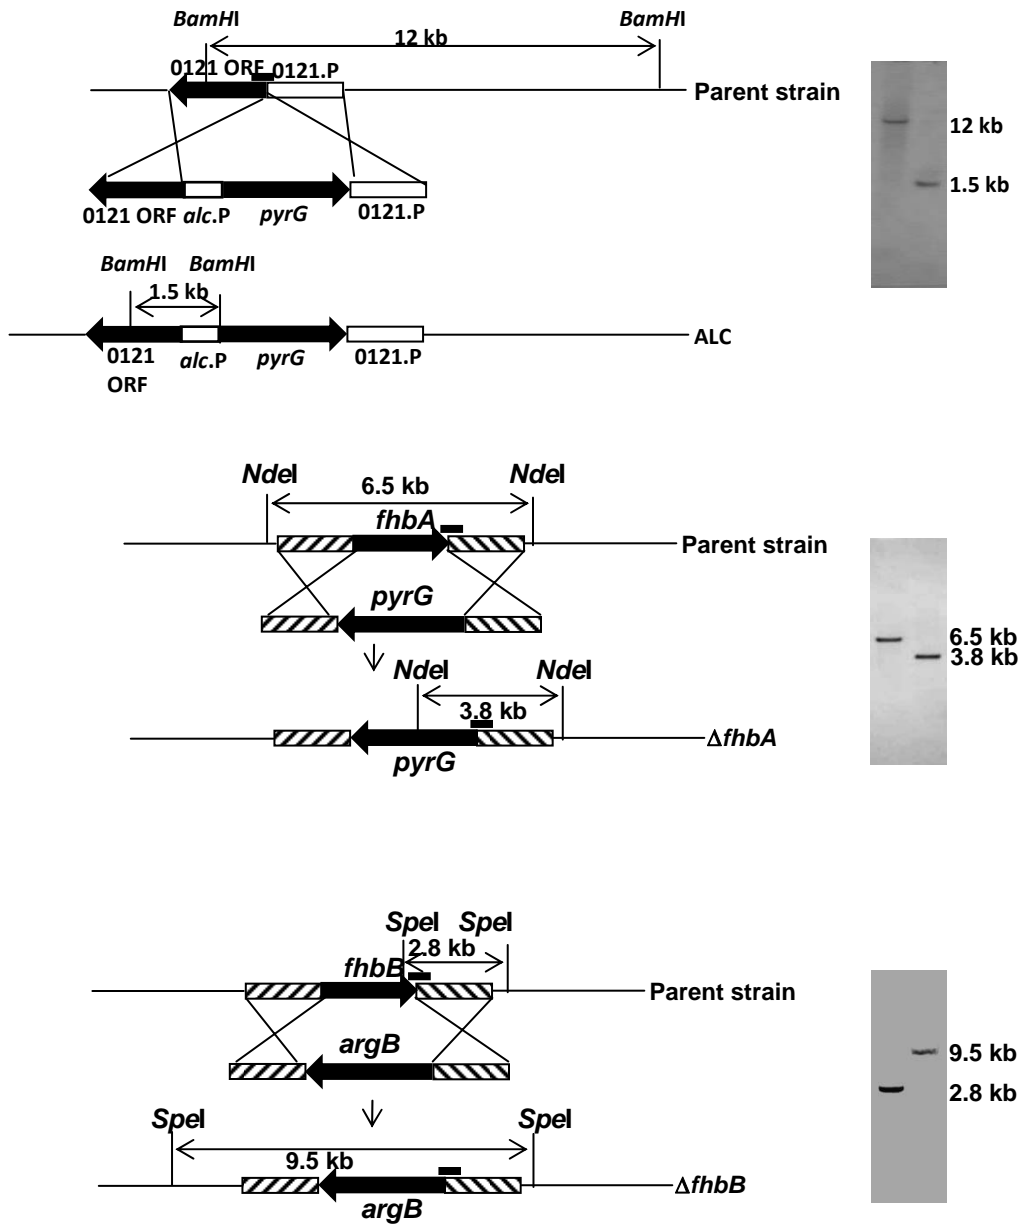 BamHI BamHI
12 kb
0121 ORF 0121.P
Parent strain
12 kb
1.5 kb
0121 ORF alc.P pyrG 0121.P
BamHI BamHI
1.5 kb
ALC
0121 ORF alc.P pyrG 0121.P
NdeI NdeI
6.5 kb
fhbA
Parent strain
pyrG
6.5 kb
3.8 kb
NdeI NdeI
3.8 kb
ΔfhbA
pyrG
SpeI SpeI
2.8 kb
fhbB
Parent strain
argB
9.5 kb
2.8 kb
SpeI SpeI
9.5 kb
ΔfhbB
argB